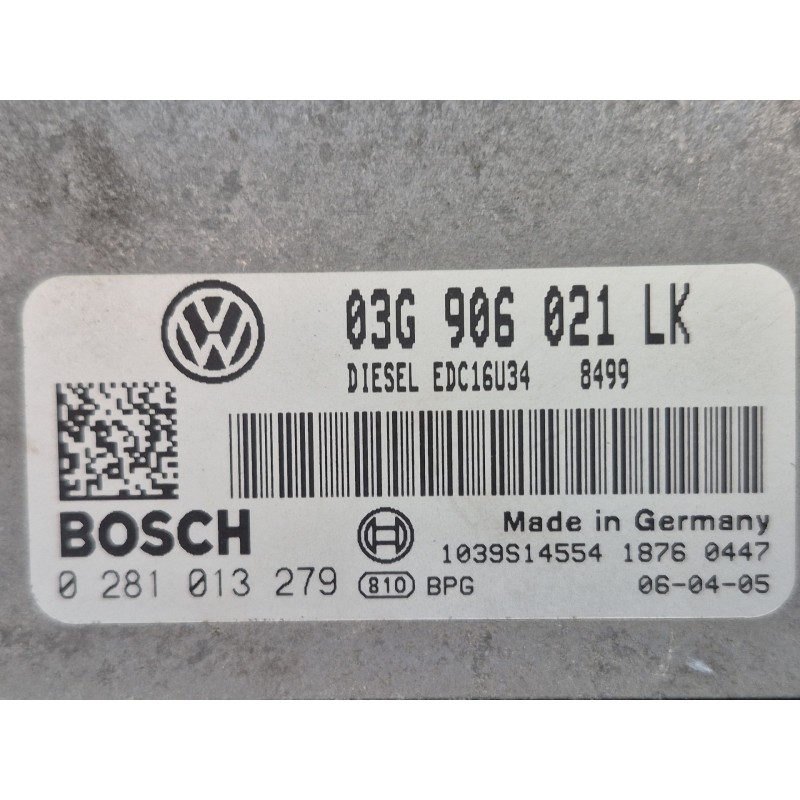 03G 906 021 LK
DIESEL EDC16U34 8499
BOSCH
Made in Germany
1039S14554 1876 0447
0 281 013 279 810 BPG 06-04-05